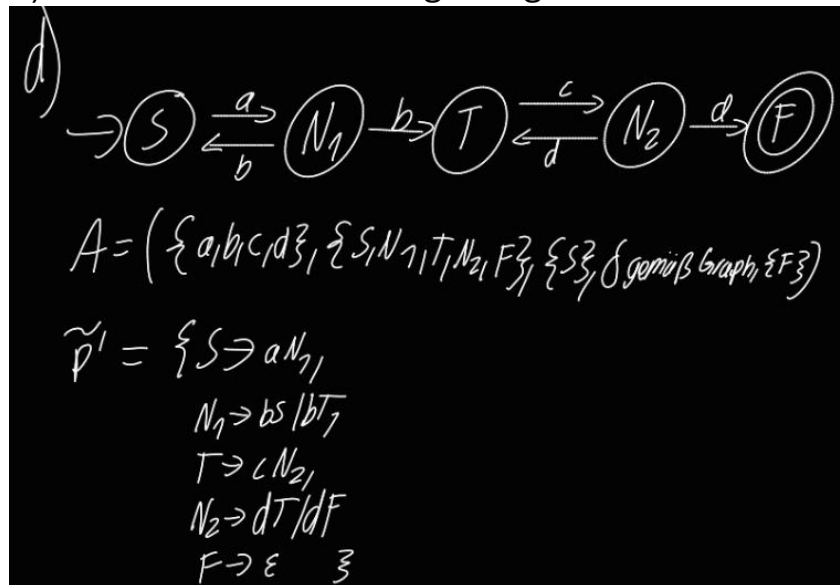 d)
→ S a b N₁ b T c d N₂ d F
A = ({a,b,c,d}, {S,N₁,T,N₂,F}, {S}, δ gemäß Graph, {F})
P̃' = {S → aN₁,
N₁ → bS / bT,
T → cN₂,
N₂ → dT / dF
F → ε }